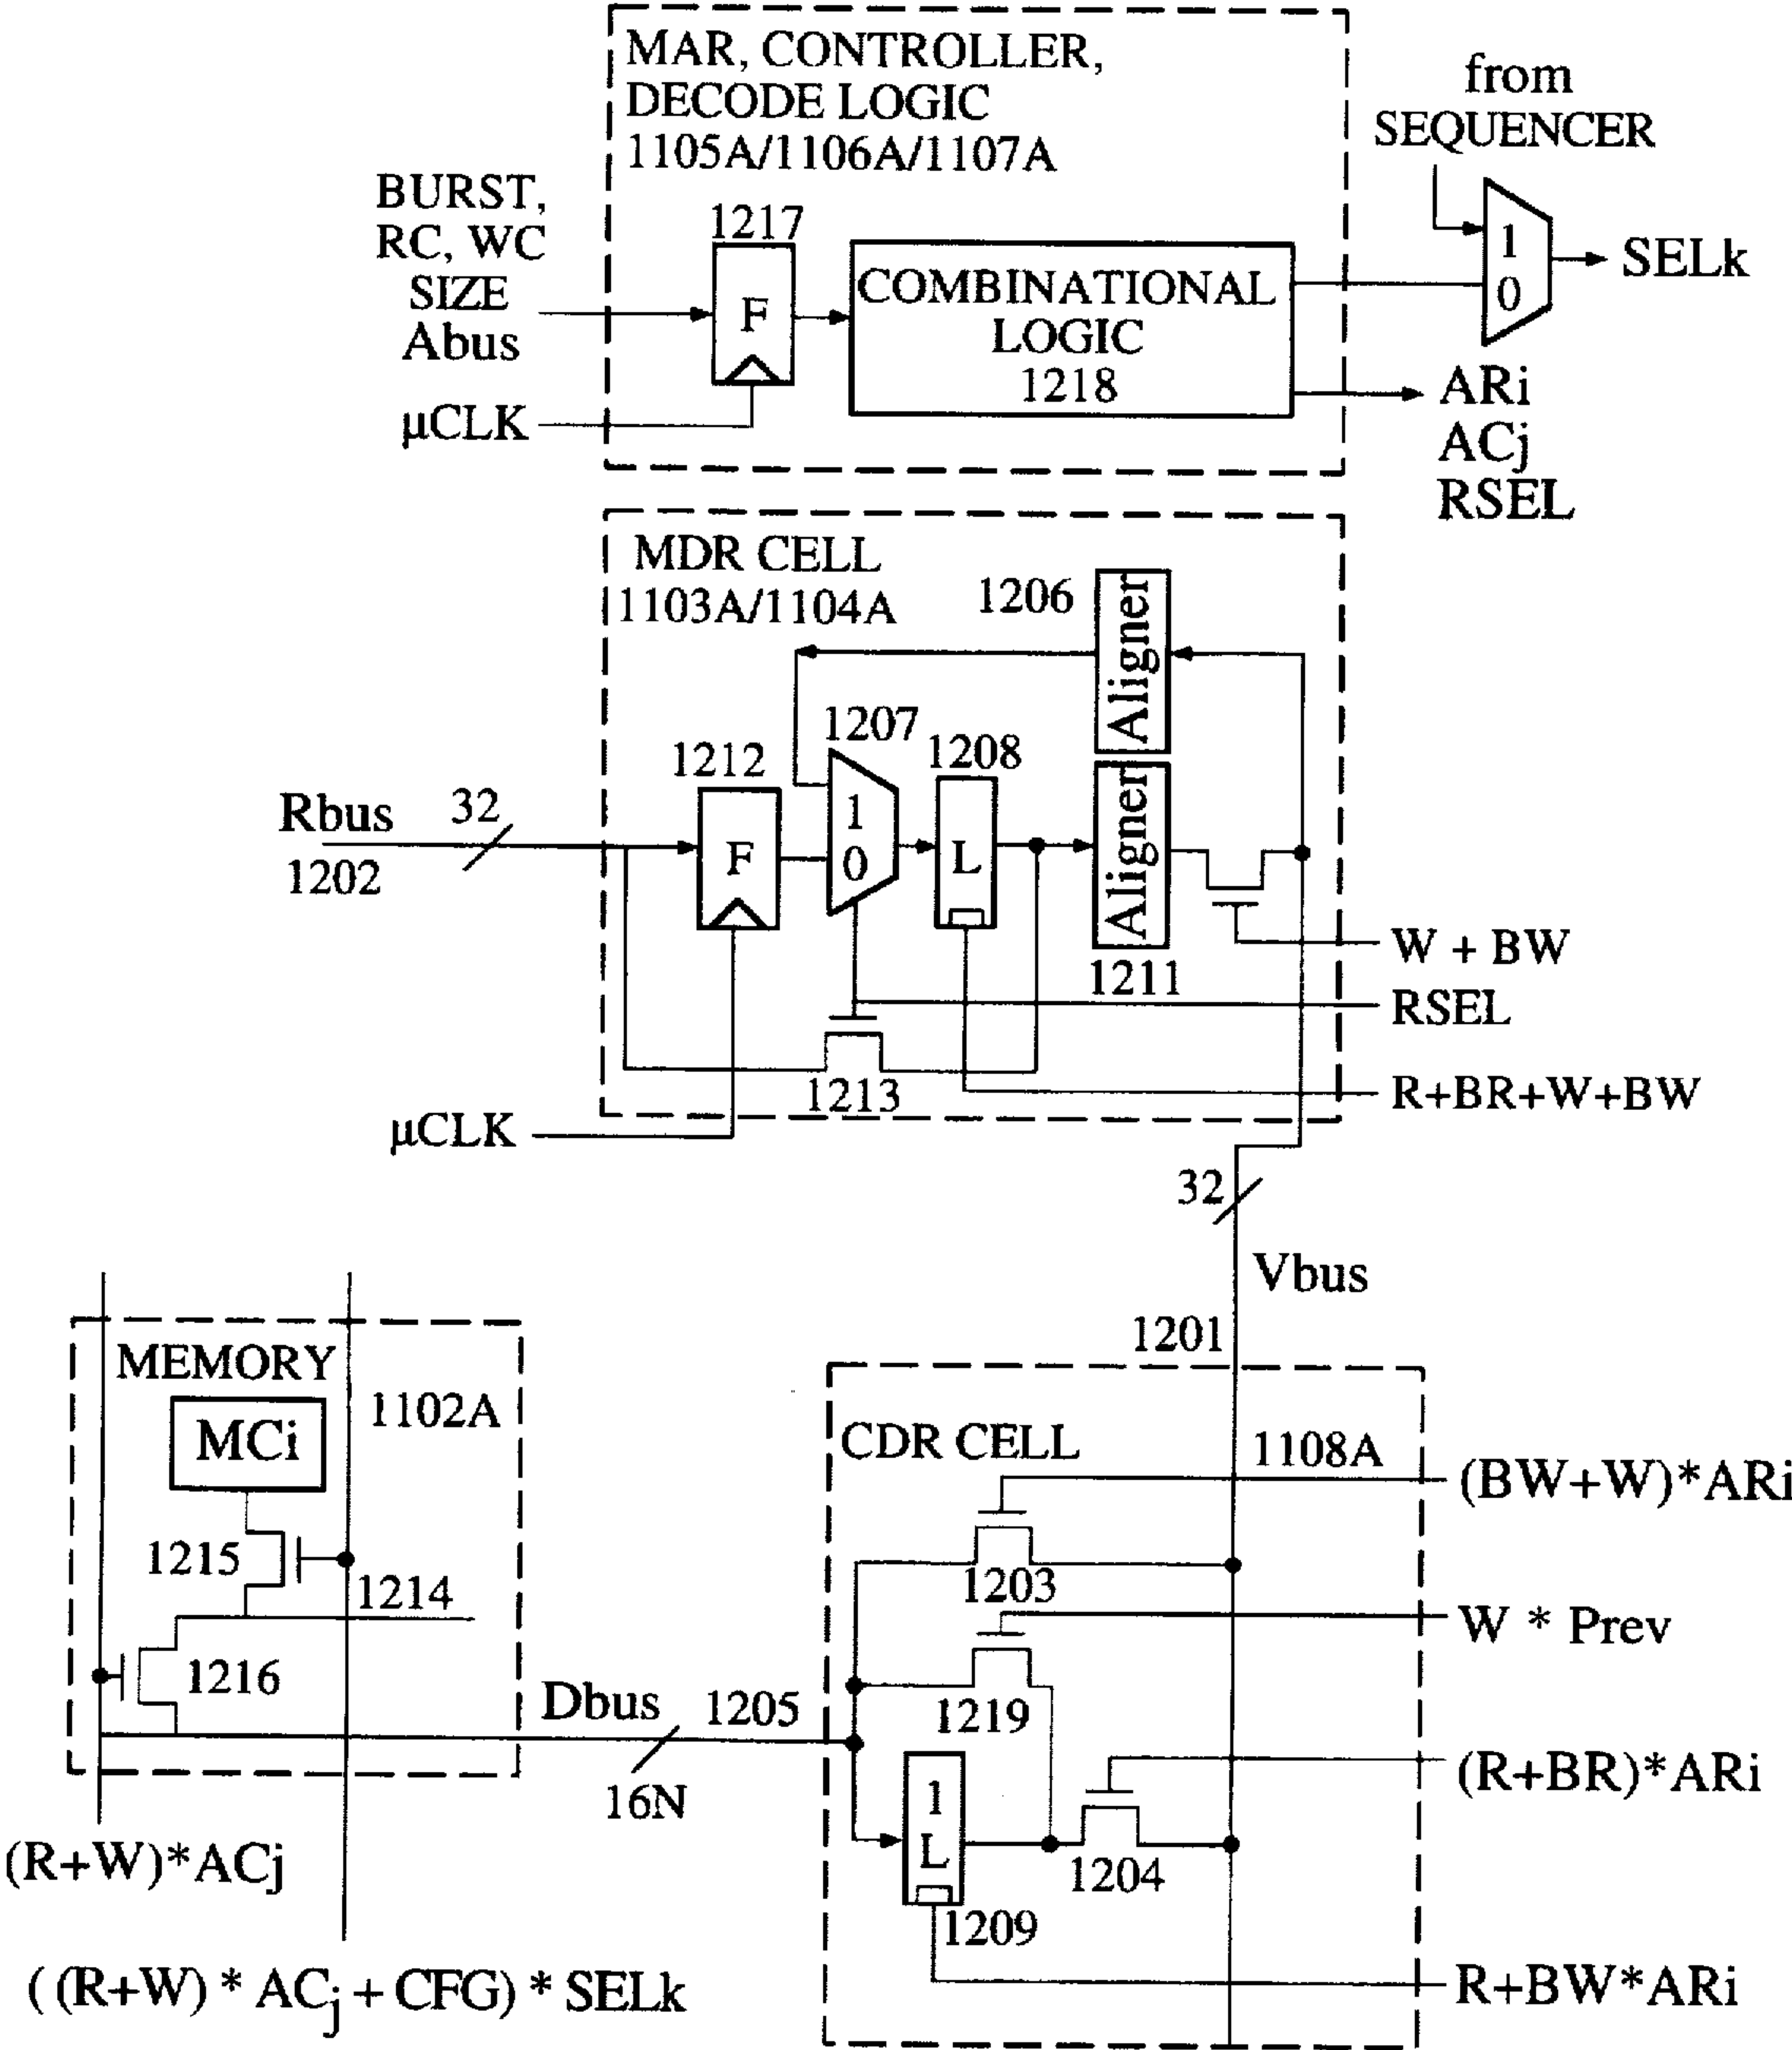 MAR, CONTROLLER,
DECODE LOGIC
1105A/1106A/1107A
from
SEQUENCER
BURST,
RC, WC
SIZE
Abus
1217
F
COMBINATIONAL
LOGIC
1218
1
0
SELk
µCLK
ARi
ACj
RSEL
MDR CELL
1103A/1104A
1206
Aligner
1207
1212
1208
Rbus
32
1202
F
1
0
L
Aligner
1211
W + BW
RSEL
1213
R+BR+W+BW
µCLK
32
Vbus
1201
MEMORY
1102A
MCi
CDR CELL
1108A
(BW+W)*ARi
1215
1214
1203
W * Prev
1216
Dbus
1205
1219
16N
(R+BR)*ARi
1
L
1204
(R+W)*ACj
1209
((R+W) * ACj + CFG) * SELk
R+BW*ARi